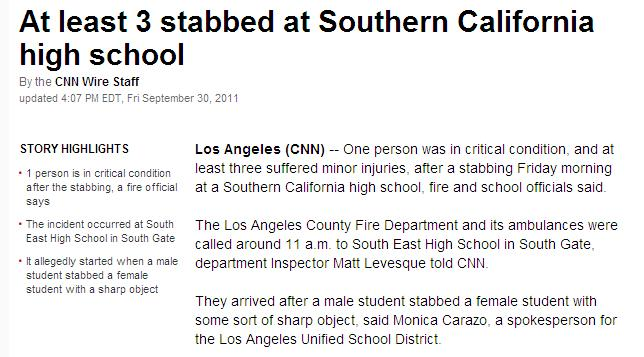 At least 3 stabbed at Southern California
high school
By the CNN Wire Staff
updated 4:07 PM EDT, Fri September 30, 2011
STORY HIGHLIGHTS
• 1 person is in critical condition
after the stabbing, a fire official
says
• The incident occurred at South
East High School in South Gate
• It allegedly started when a male
student stabbed a female
student with a sharp object
Los Angeles (CNN) -- One person was in critical condition, and at
least three suffered minor injuries, after a stabbing Friday morning
at a Southern California high school, fire and school officials said.
The Los Angeles County Fire Department and its ambulances were
called around 11 a.m. to South East High School in South Gate,
department Inspector Matt Levesque told CNN.
They arrived after a male student stabbed a female student with
some sort of sharp object, said Monica Carazo, a spokesperson for
the Los Angeles Unified School District.